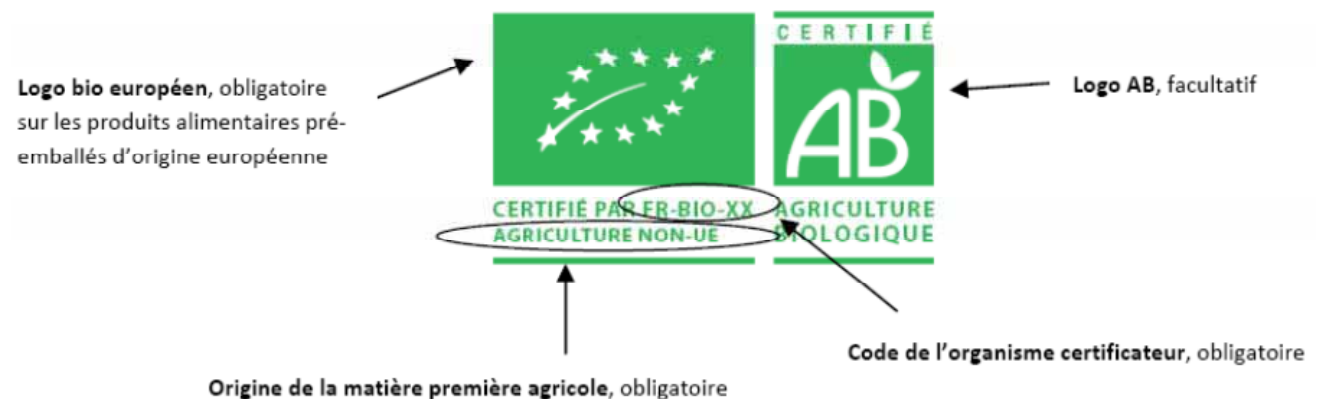 CERTIFIÉ
AB
Logo bio européen, obligatoire
sur les produits alimentaires pré-
emballés d'origine européenne
Logo AB, facultatif
CERTIFIÉ PAR FR-BIO-XX
AGRICULTURE NON-UE
AGRICULTURE
BIOLOGIQUE
Code de l'organisme certificateur, obligatoire
Origine de la matière première agricole, obligatoire